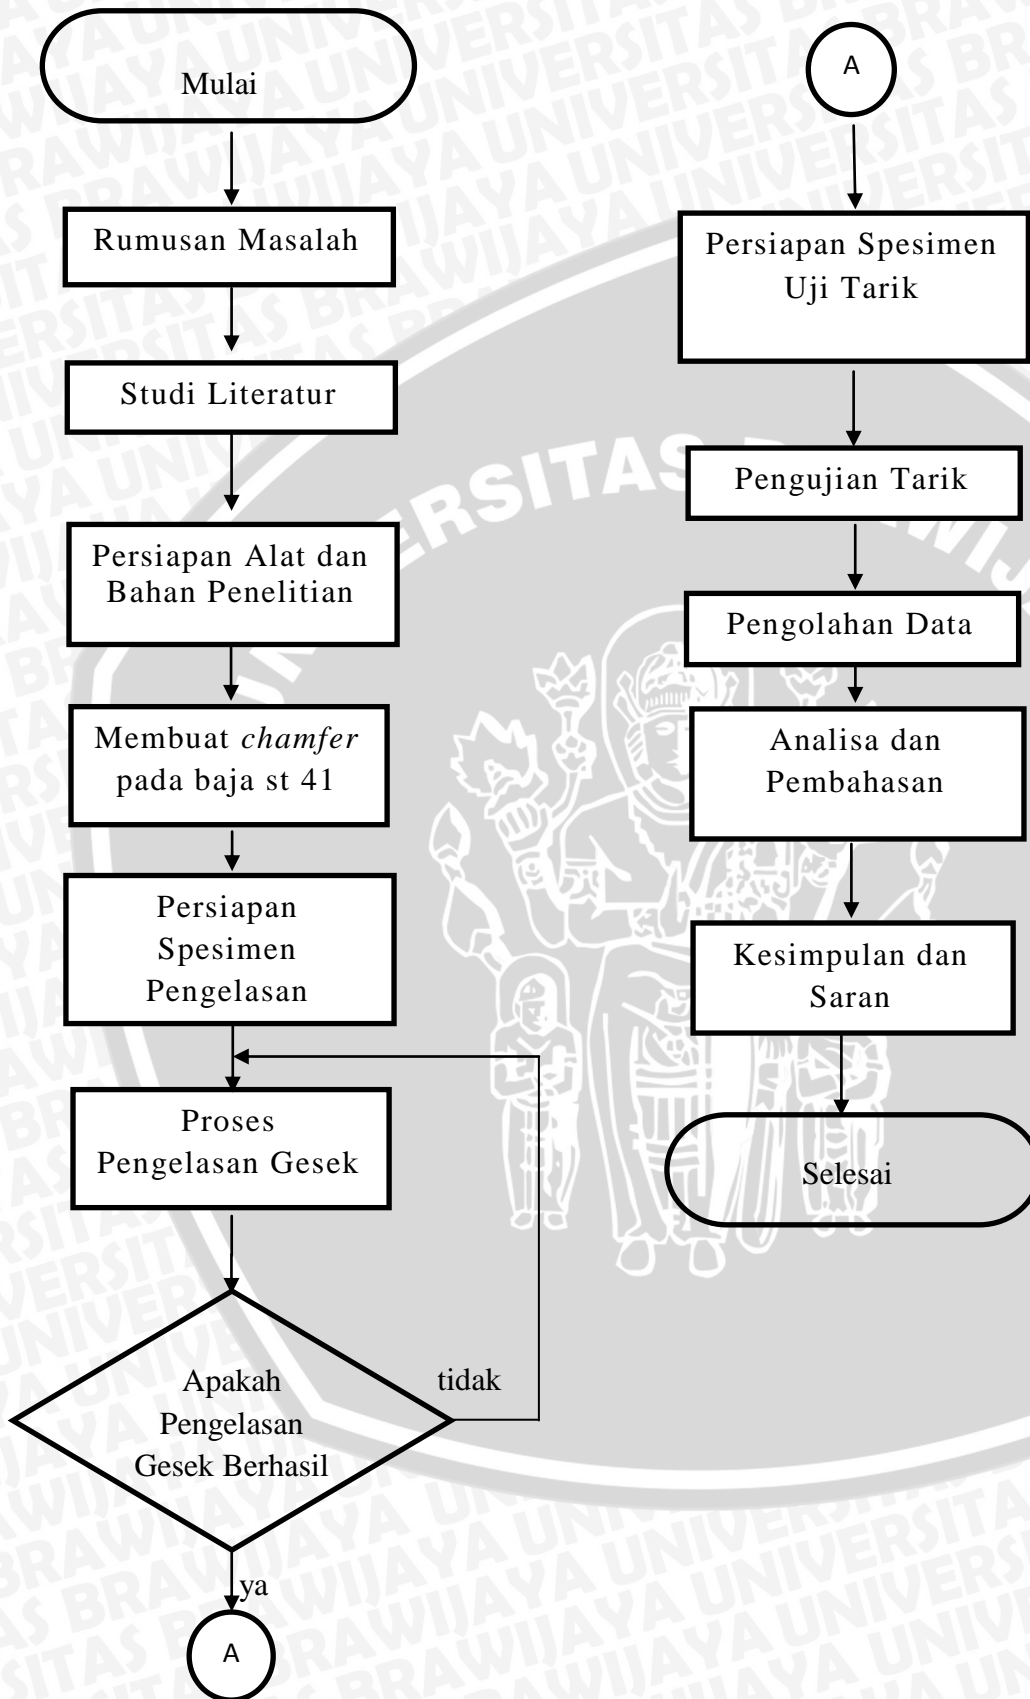 Mulai
Rumusan Masalah
Studi Literatur
Persiapan Alat dan
Bahan Penelitian
Membuat chamfer
pada baja st 41
Persiapan
Spesimen
Pengelasan
Proses
Pengelasan Gesek
Apakah
Pengelasan
Gesek Berhasil
tidak
ya
A
A
Persiapan Spesimen
Uji Tarik
Pengujian Tarik
Pengolahan Data
Analisa dan
Pembahasan
Kesimpulan dan
Saran
Selesai